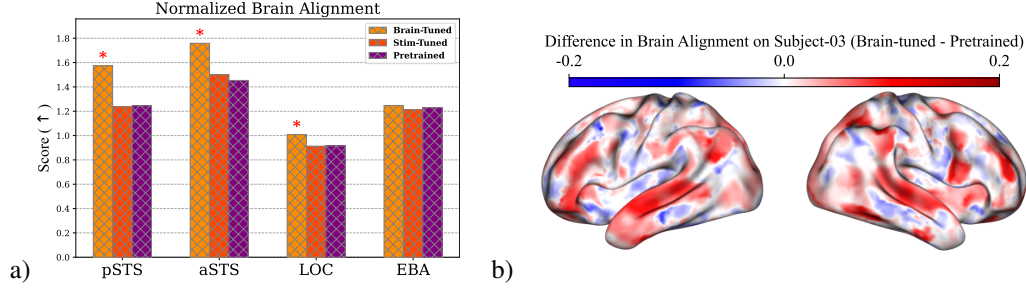 Normalized Brain Alignment
Score (↑)
1.8
1.6
1.4
1.2
1.0
0.8
0.6
0.4
0.2
0.0
*
*
*
Brain-Tuned
Stim-Tuned
Pretrained
pSTS aSTS LOC EBA
a)
Difference in Brain Alignment on Subject-03 (Brain-tuned - Pretrained)
-0.2 0.0 0.2
b)